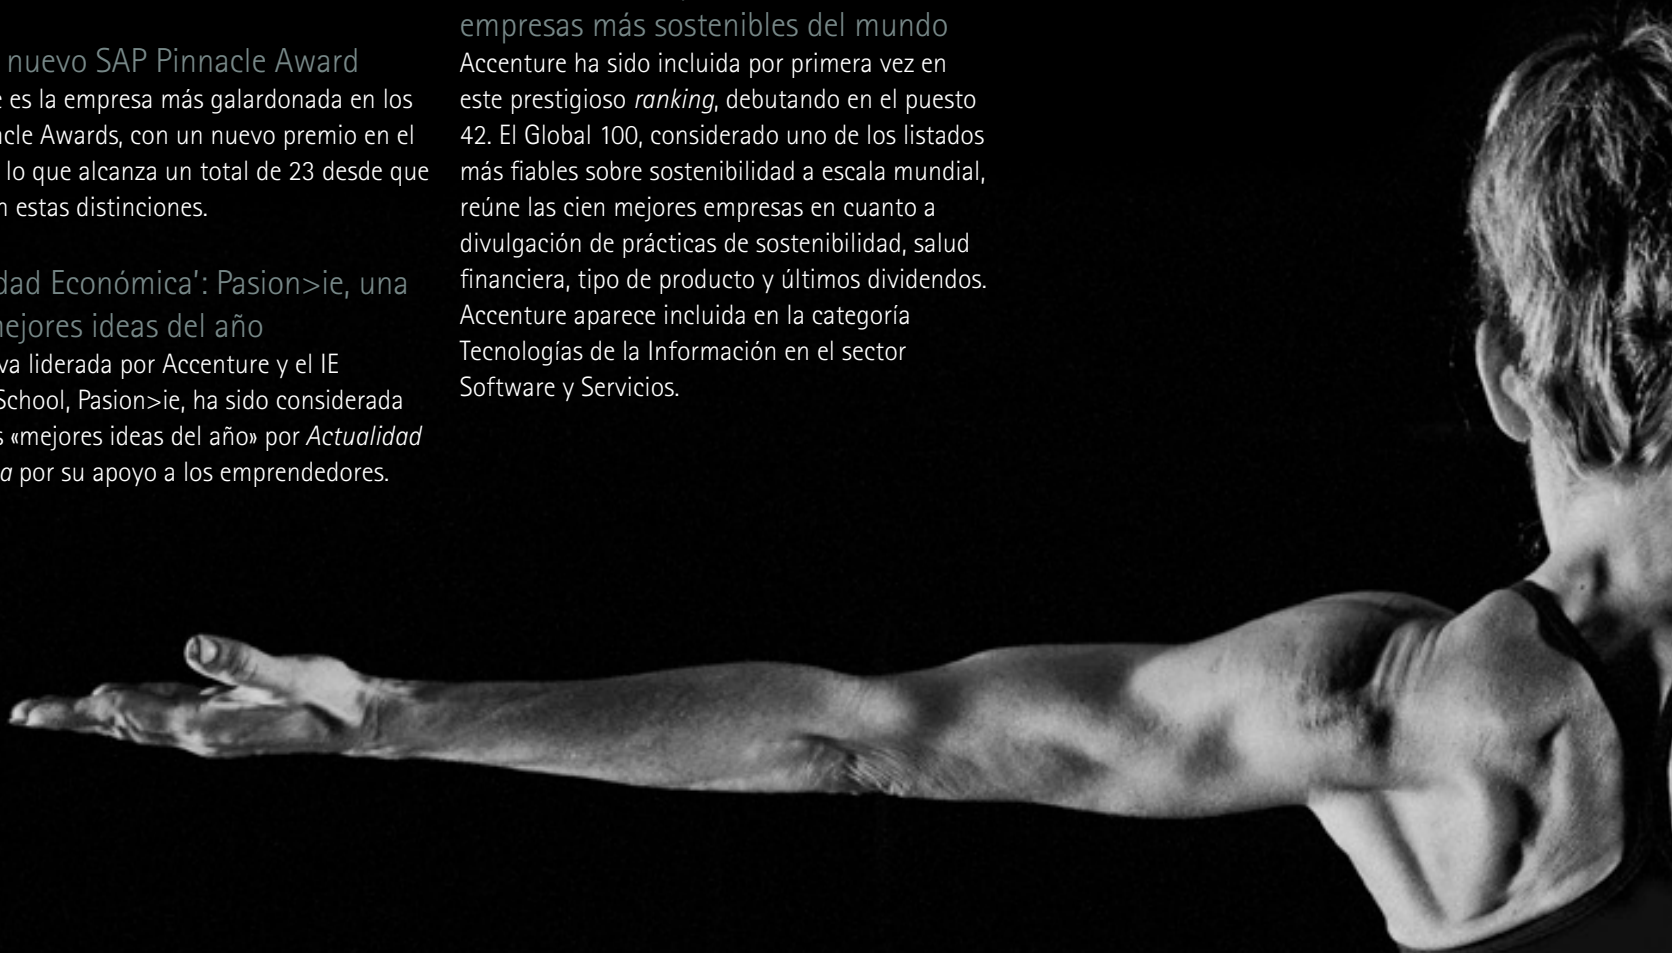 nuevo SAP Pinnacle Award
es la empresa más galardonada en los
Awards, con un nuevo premio en el
lo que alcanza un total de 23 desde que
estas distinciones.
Económica’: Pasion>ie, una
mejores ideas del año
liderada por Accenture y el IE
School, Pasion>ie, ha sido considerada
«mejores ideas del año» por Actualidad
por su apoyo a los emprendedores.
empresas más sostenibles del mundo
Accenture ha sido incluida por primera vez en
este prestigioso ranking, debutando en el puesto
42. El Global 100, considerado uno de los listados
más fiables sobre sostenibilidad a escala mundial,
reúne las cien mejores empresas en cuanto a
divulgación de prácticas de sostenibilidad, salud
financiera, tipo de producto y últimos dividendos.
Accenture aparece incluida en la categoría
Tecnologías de la Información en el sector
Software y Servicios.